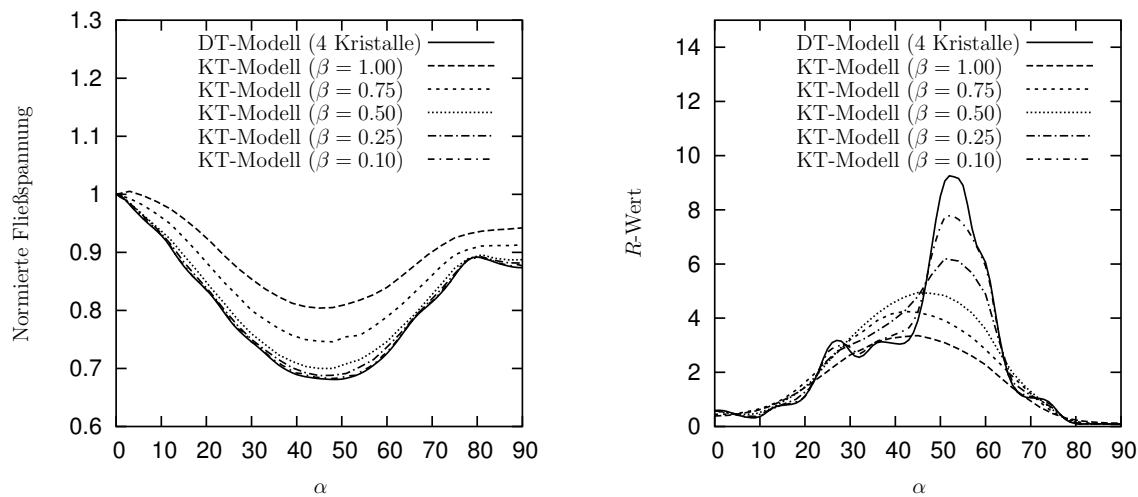 1.3
1.2
1.1
1
0.9
0.8
0.7
0.6
Normierte Fließspannung
DT-Modell (4 Kristalle)
KT-Modell (β = 1.00)
KT-Modell (β = 0.75)
KT-Modell (β = 0.50)
KT-Modell (β = 0.25)
KT-Modell (β = 0.10)
0 10 20 30 40 50 60 70 80 90
α
14
12
10
8
6
4
2
0
R-Wert
DT-Modell (4 Kristalle)
KT-Modell (β = 1.00)
KT-Modell (β = 0.75)
KT-Modell (β = 0.50)
KT-Modell (β = 0.25)
KT-Modell (β = 0.10)
0 10 20 30 40 50 60 70 80 90
α